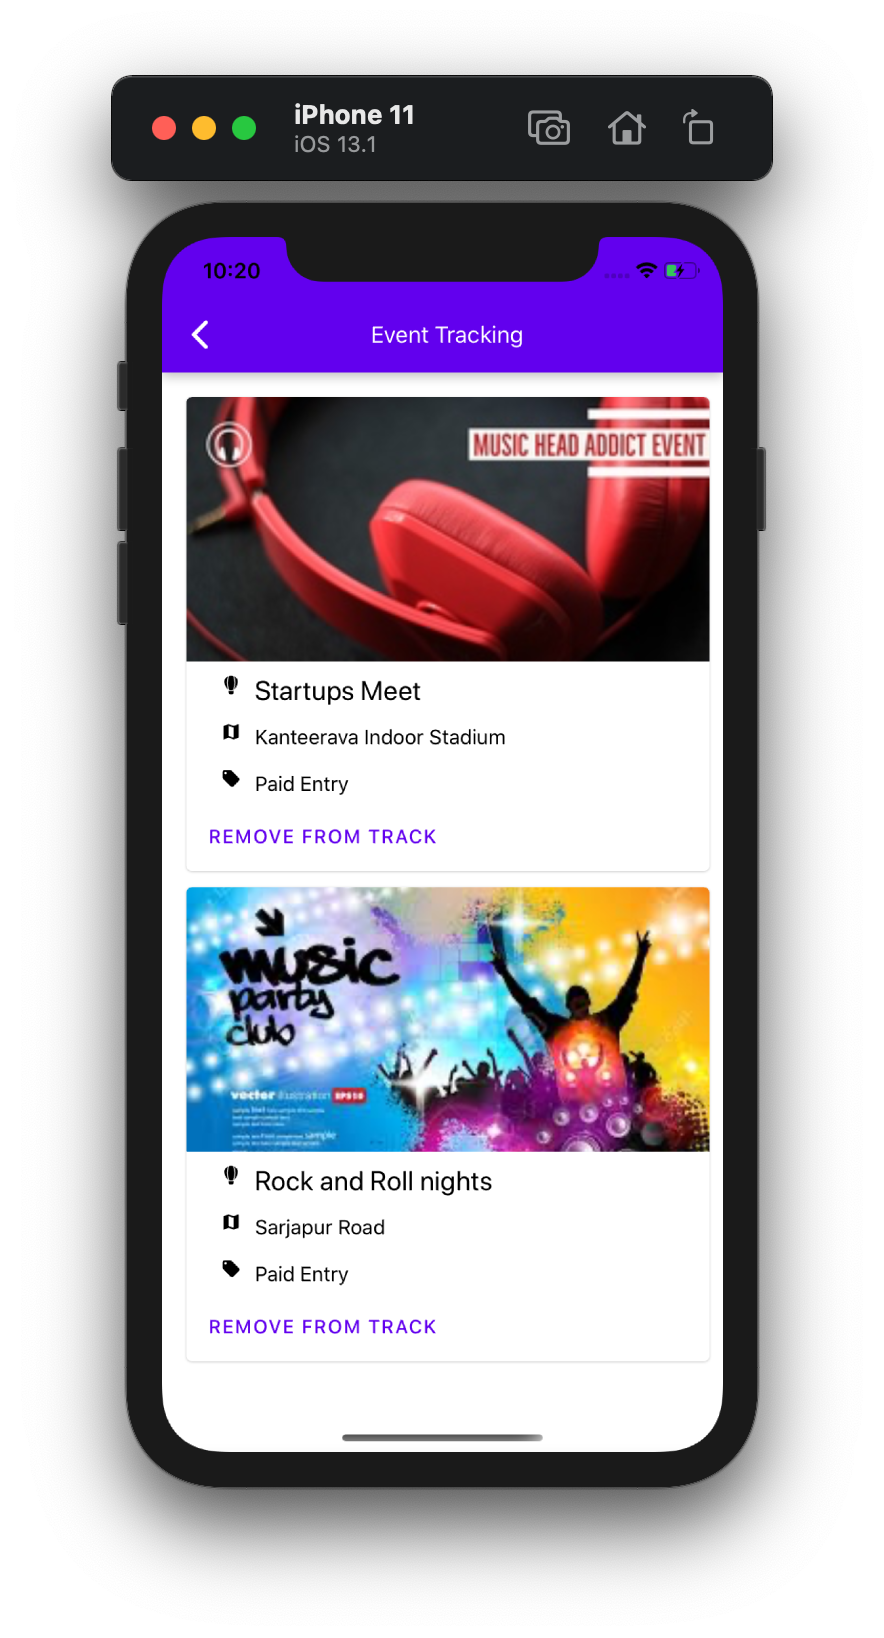 iPhone 11
iOS 13.1
10:20
Event Tracking
MUSIC HEAD ADDICT EVENT
Startups Meet
Kanteerava Indoor Stadium
Paid Entry
REMOVE FROM TRACK
music
party
club
vector illustration EPS10
Rock and Roll nights
Sarjapur Road
Paid Entry
REMOVE FROM TRACK